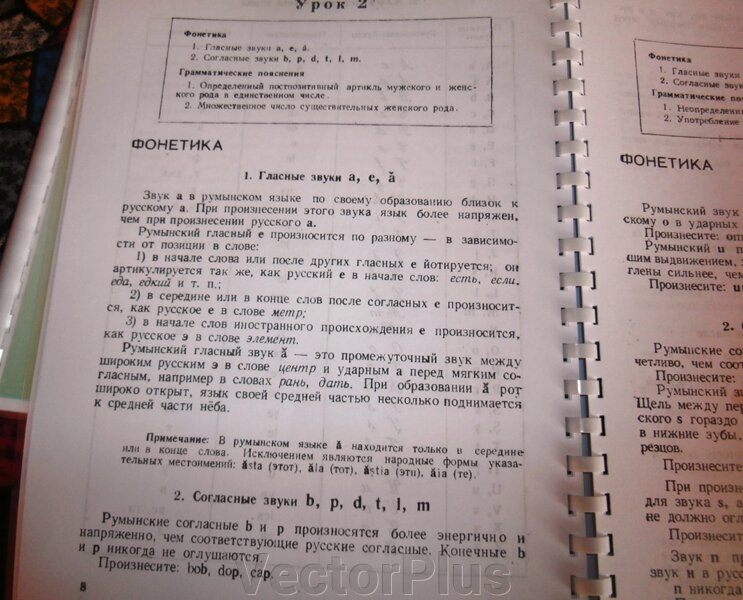 Урок 2
Фонетика
1. Гласные звуки a, e, ă.
2. Согласные звуки b, p, d, t, l, m.
Грамматические пояснения
1. Определенный постпозитивный артикль мужского и женс-
кого рода в единственном числе.
2. Множественное число существительных женского рода.
ФОНЕТИКА
1. Гласные звуки a, e, ă
Звук a в румынском языке по своему образованию близок к
русскому а. При произнесении этого звука язык более напряжен,
чем при произнесении русского а.
Румынский гласный e произносится по разному — в зависимо-
сти от позиции в слове:
1) в начале слова или после других гласных e йотируется; он
артикулируется так же, как русский е в начале слов: есть, если,
еда, едкий и т. п.;
2) в середине или в конце слов после согласных e произносит-
ся, как русское е в слове метр;
3) в начале слов иностранного происхождения e произносится,
как русское э в слове элемент.
Румынский гласный звук ă — это промежуточный звук между
широким русским э в слове центр и ударным а перед мягким со-
гласным, например в словах рань, дать. При образовании ă рот
широко открыт, язык своей средней частью несколько поднимается
к средней части нёба.
Примечание: В румынском языке ă находится только в середине
или в конце слова. Исключением являются народные формы указа-
тельных местоимений: ăsta (этот), ăla (тот), ăştia (эти), ăia (те).
2. Согласные звуки b, p, d, t, l, m
Румынские согласные b и p произносятся более энергично и
напряженно, чем соответствующие русские согласные. Конечные b
и p никогда не оглушаются.
Произнесите: bob, dop, cap.
8
VectorPlus
Фонетика
1. Гласные звуки
2. Согласные звук
Грамматические поя
1. Неопределенн
2. Употребление
ФОНЕТИКА
Румынский звук
скому о в ударных
Произнесите: on
Румынский u п
шим выдвижением,
глены сильнее, чем
Произнесите: u
2. С
Румынские со
четливо, чем соот
Произнесите:
Румынский з
Щель между пер
ского s гораздо
в нижние зубы,
резцов.
Произнесите
При произн
для звука s, а
не должно огл
Произнесит
Звук n п
звук н в русс
n никогда